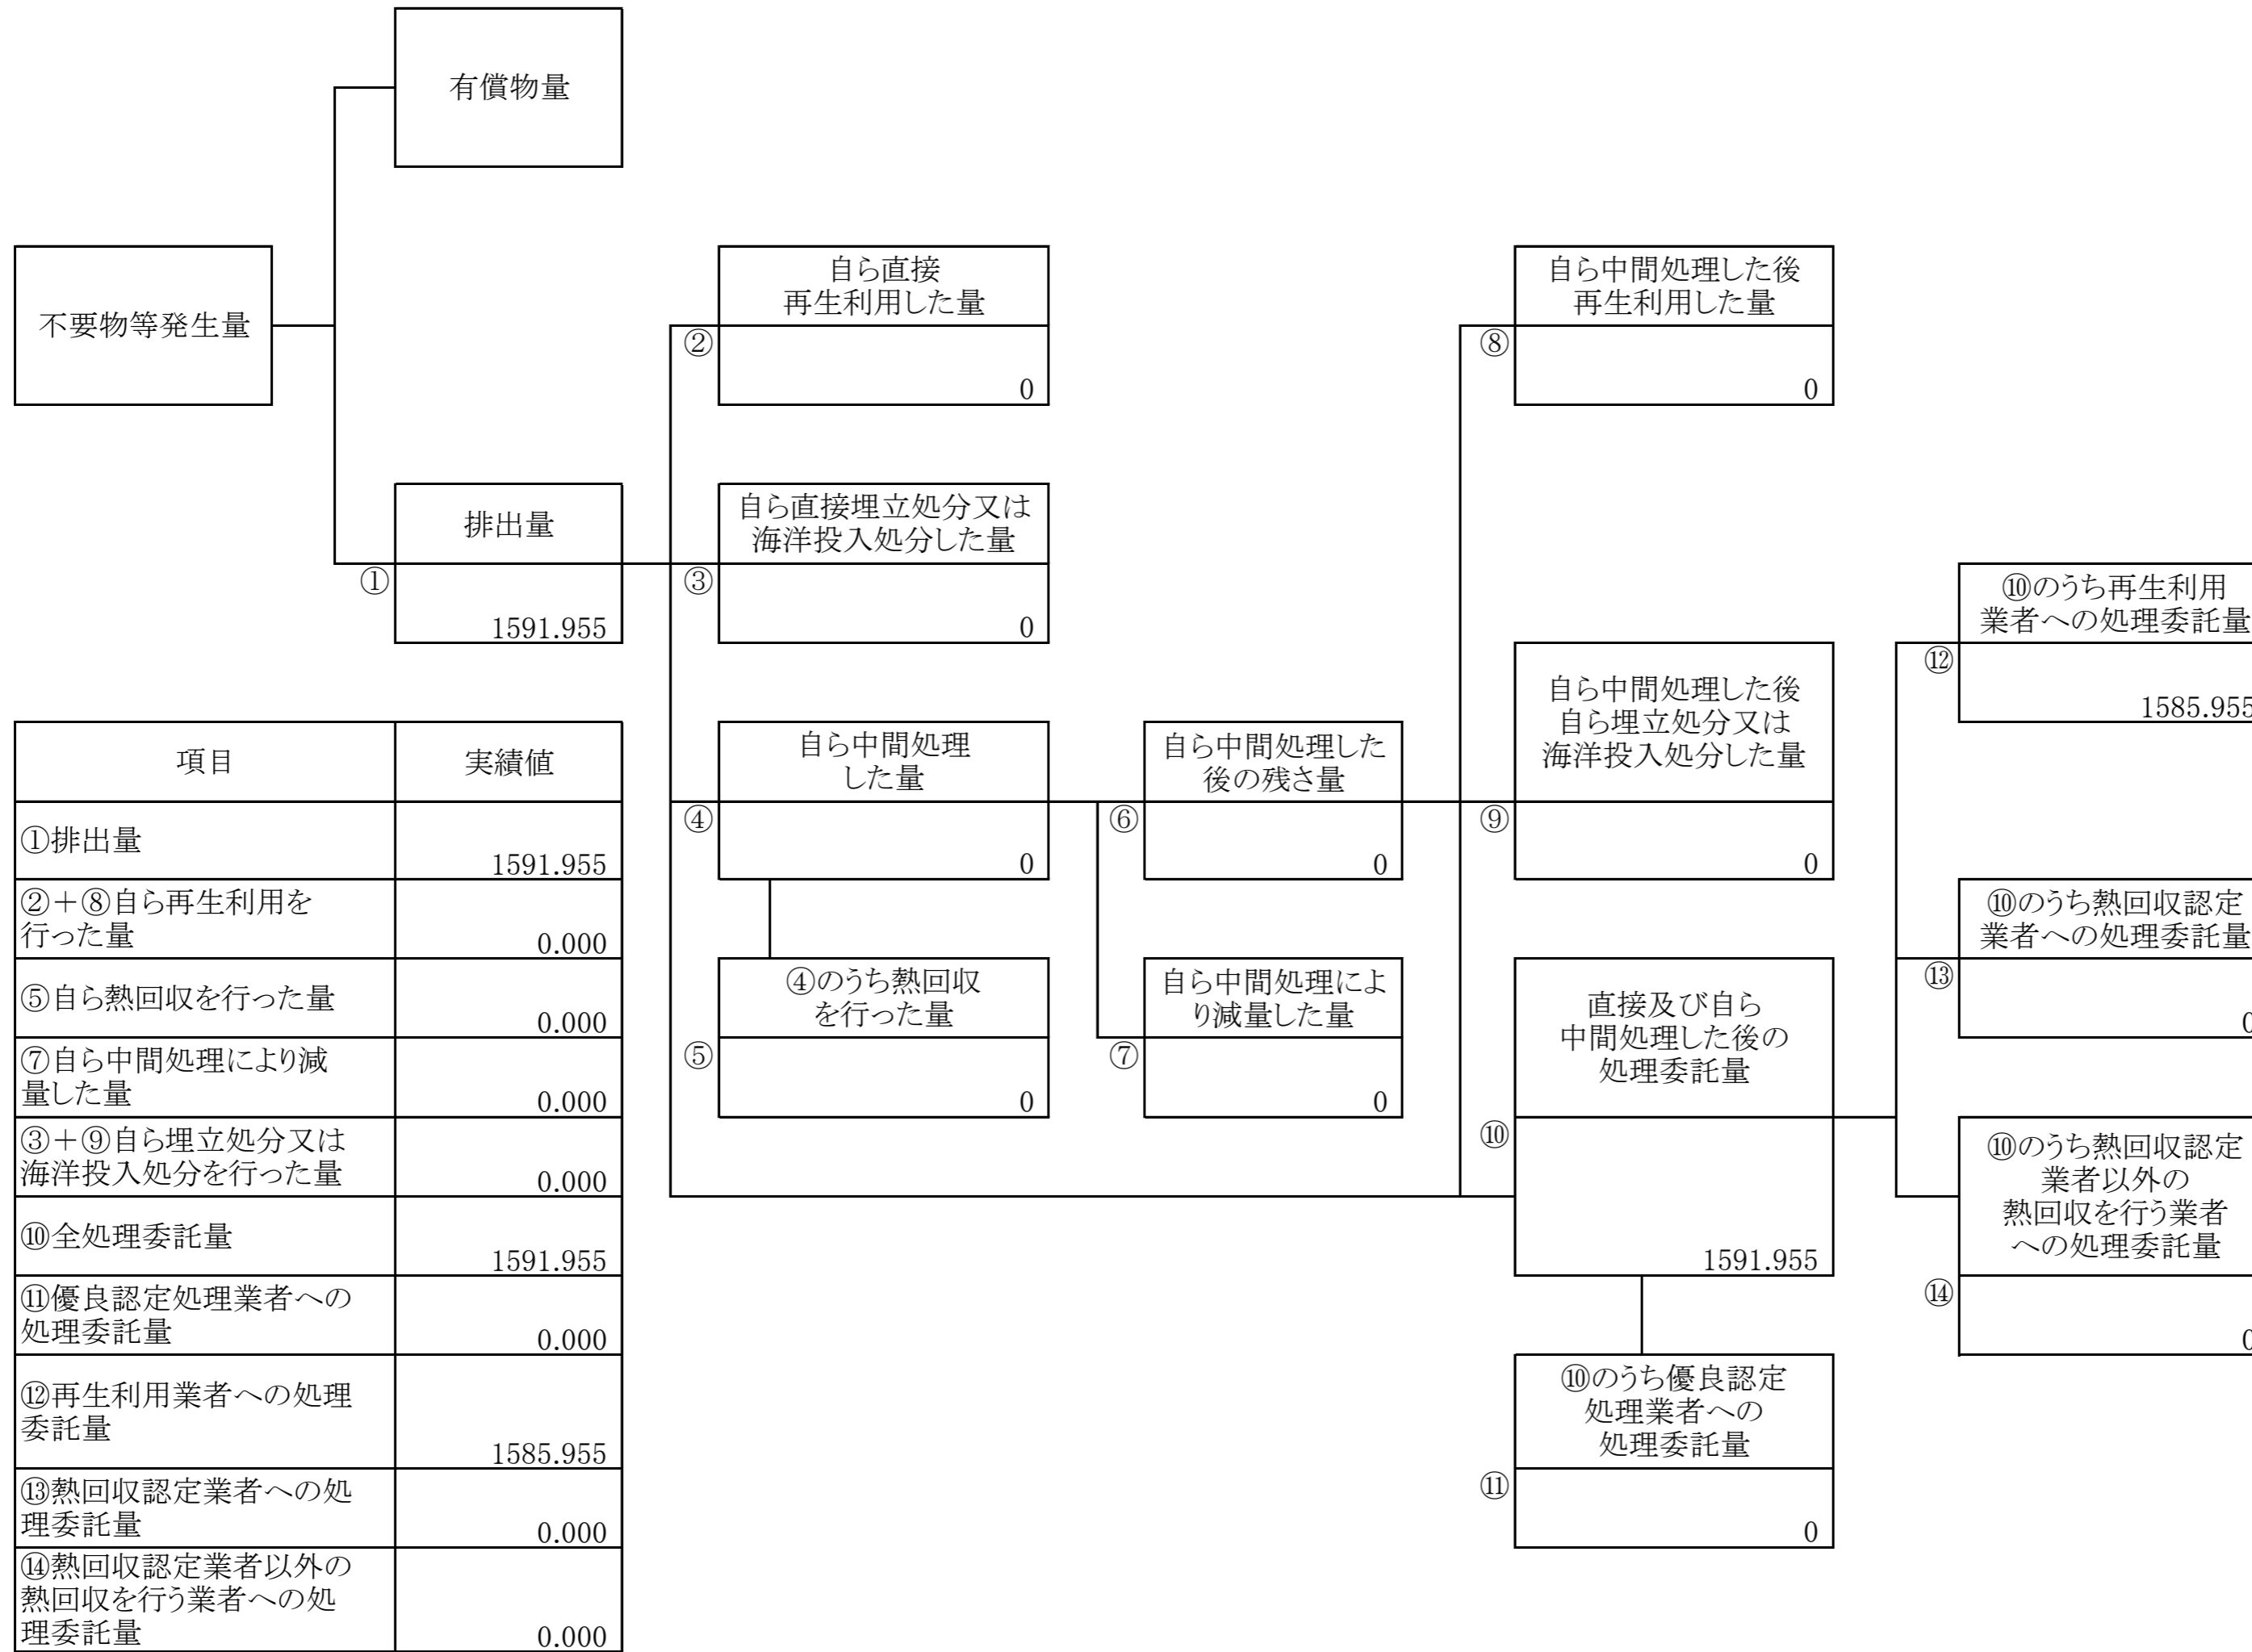 有償物量
不要物等発生量
自ら直接
再生利用した量
②
0
自ら中間処理した後
再生利用した量
⑧
0
排出量
①
1591.955
自ら直接埋立処分又は
海洋投入処分した量
③
0
⑩のうち再生利用
業者への処理委託量
⑫
1585.955
自ら中間処理
した量
④
0
自ら中間処理した
後の残さ量
⑥
0
自ら中間処理した後
自ら埋立処分又は
海洋投入処分した量
⑨
0
④のうち熱回収
を行った量
⑤
0
自ら中間処理によ
り減量した量
⑦
0
直接及び自ら
中間処理した後の
処理委託量
⑩
1591.955
⑩のうち熱回収認定
業者への処理委託量
⑬
0
⑩のうち熱回収認定
業者以外の
熱回収を行う業者
への処理委託量
⑭
0
⑩のうち優良認定
処理業者への
処理委託量
⑪
0
項目 実績値
①排出量
1591.955
②+⑧自ら再生利用を
行った量
0.000
⑤自ら熱回収を行った量
0.000
⑦自ら中間処理により減
量した量
0.000
③+⑨自ら埋立処分又は
海洋投入処分を行った量
0.000
⑩全処理委託量
1591.955
⑪優良認定処理業者への
処理委託量
0.000
⑫再生利用業者への処理
委託量
1585.955
⑬熱回収認定業者への処
理委託量
0.000
⑭熱回収認定業者以外の
熱回収を行う業者への処
理委託量
0.000